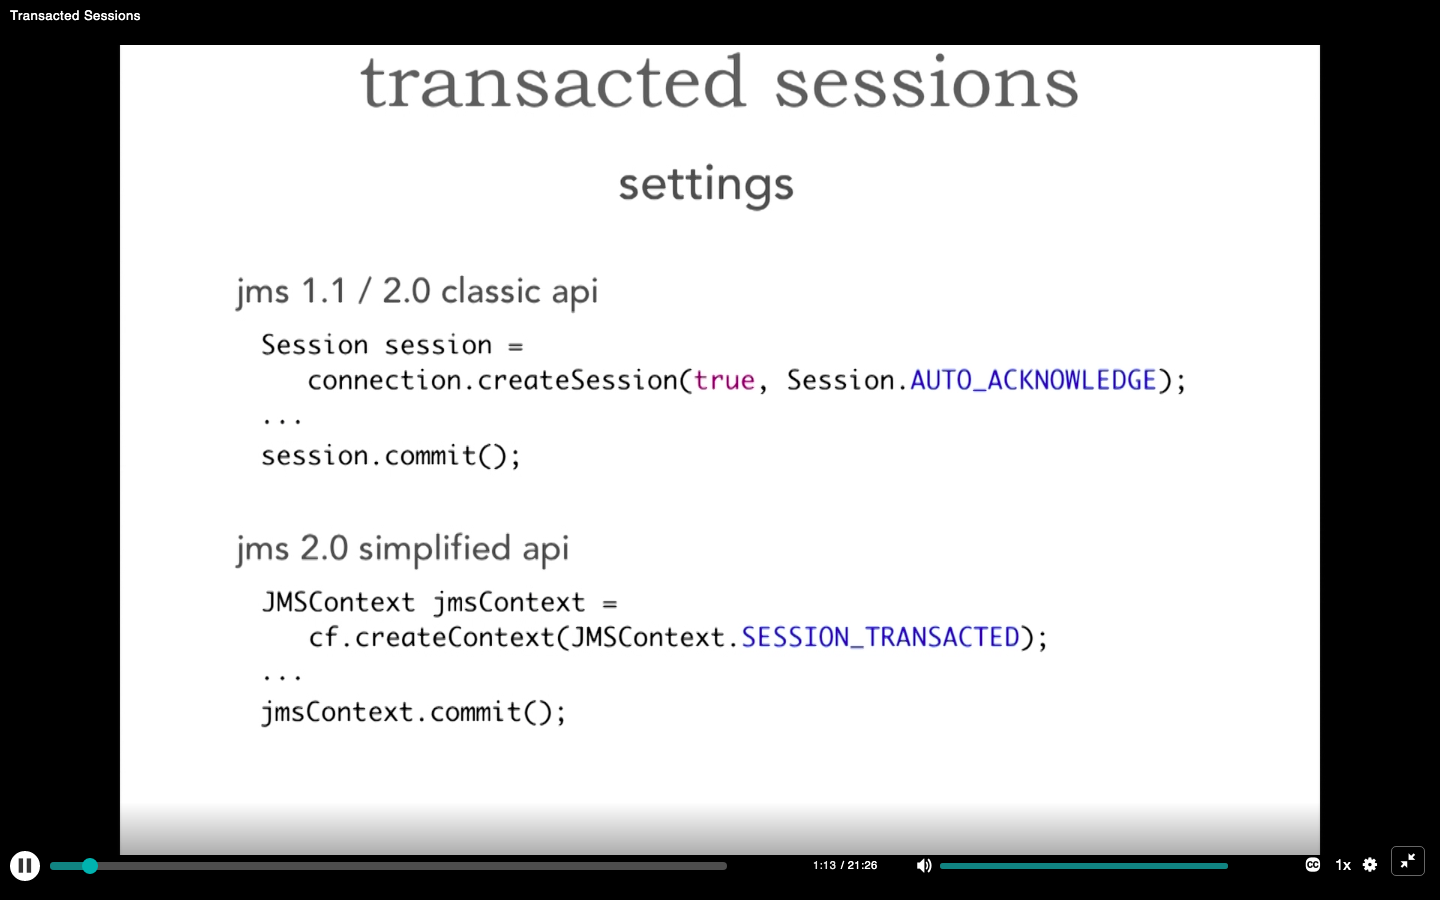 Transacted Sessions
transacted sessions
settings
jms 1.1 / 2.0 classic api
Session session =
connection.createSession(true, Session.AUTO_ACKNOWLEDGE);
...
session.commit();
jms 2.0 simplified api
JMSContext jmsContext =
cf.createContext(JMSContext.SESSION_TRANSACTED);
...
jmsContext.commit();
1:13 / 21:26 CC 1x